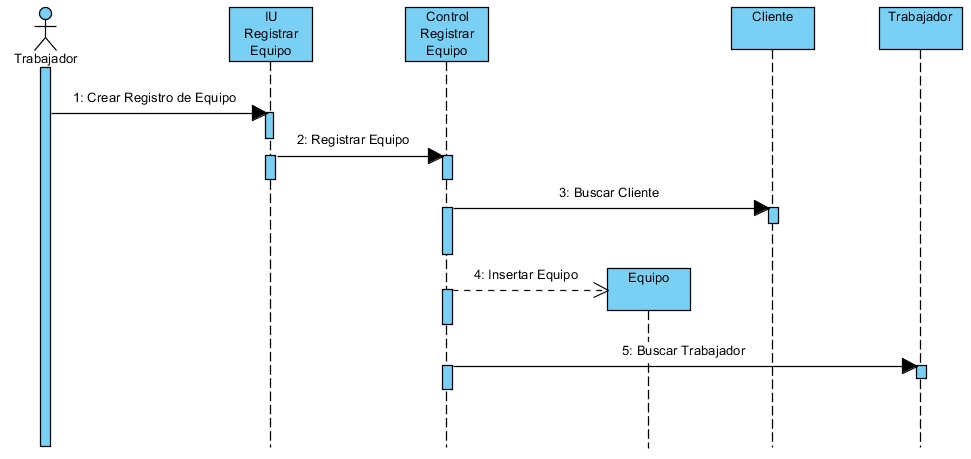 IU
Registrar
Equipo
Control
Registrar
Equipo
Cliente
Trabajador
Trabajador
1: Crear Registro de Equipo
2: Registrar Equipo
3: Buscar Cliente
4: Insertar Equipo
Equipo
5: Buscar Trabajador